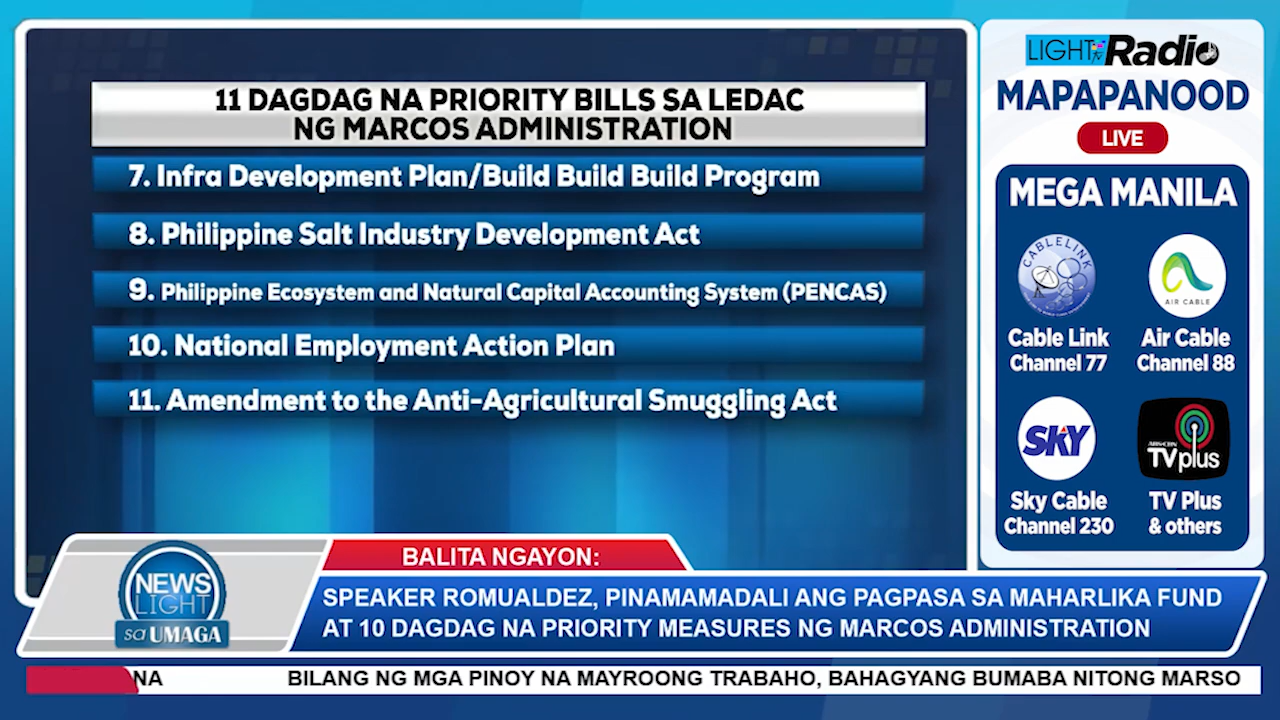 11 DAGDAG NA PRIORITY BILLS SA LEDAC
NG MARCOS ADMINISTRATION
7. Infra Development Plan/Build Build Build Program
8. Philippine Salt Industry Development Act
9. Philippine Ecosystem and Natural Capital Accounting System (PENCAS)
10. National Employment Action Plan
11. Amendment to the Anti-Agricultural Smuggling Act
LIGHT TV Radio
MAPAPANOOD
LIVE
MEGA MANILA
CABLELINK
AIR CABLE
Cable Link
Channel 77
Air Cable
Channel 88
SKY
ABS-CBN
TVplus
Sky Cable
Channel 230
TV Plus
& others
NEWS
LIGHT
sa UMAGA
BALITA NGAYON:
SPEAKER ROMUALDEZ, PINAMAMADALI ANG PAGPASA SA MAHARLIKA FUND
AT 10 DAGDAG NA PRIORITY MEASURES NG MARCOS ADMINISTRATION
NA BILANG NG MGA PINOY NA MAYROONG TRABAHO, BAHAGYANG BUMABA NITONG MARSO